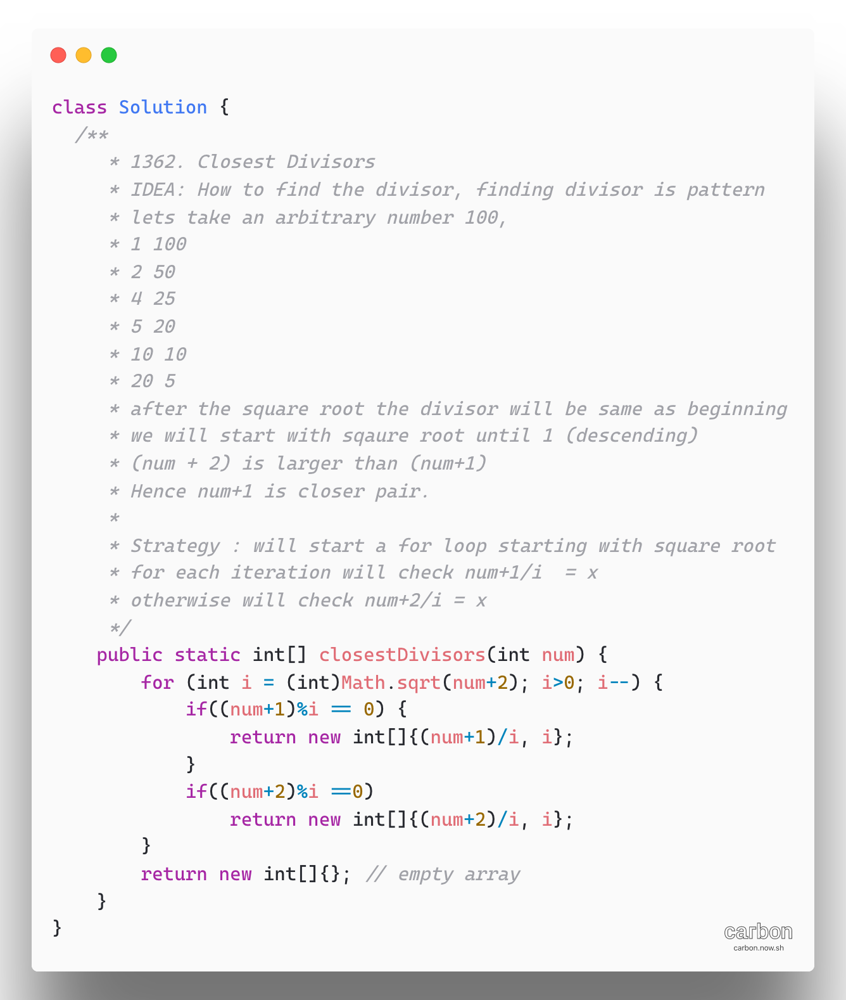 class Solution {
/**
* 1362. Closest Divisors
* IDEA: How to find the divisor, finding divisor is pattern
* lets take an arbitrary number 100,
* 1 100
* 2 50
* 4 25
* 5 20
* 10 10
* 20 5
* after the square root the divisor will be same as beginning
* we will start with sqaure root until 1 (descending)
* (num + 2) is larger than (num+1)
* Hence num+1 is closer pair.
*
* Strategy : will start a for loop starting with square root
* for each iteration will check num+1/i  = x
* otherwise will check num+2/i = x
*/
public static int[] closestDivisors(int num) {
for (int i = (int)Math.sqrt(num+2); i>0; i--) {
if((num+1)%i == 0) {
return new int[]{(num+1)/i, i};
}
if((num+2)%i ==0)
return new int[]{(num+2)/i, i};
}
return new int[]{}; // empty array
}
}
carbon
carbon.now.sh